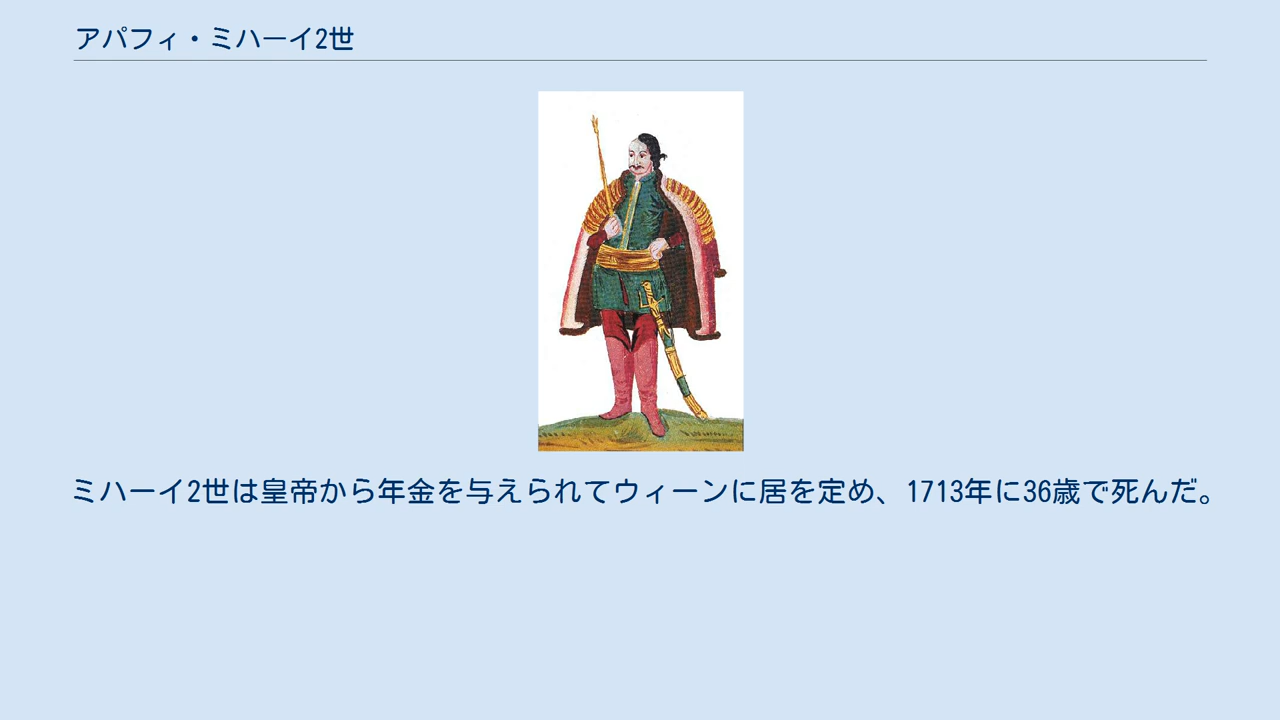 アパフィ・ミハーイ2世
ミハーイ2世は皇帝から年金を与えられてウィーンに居を定め、1713年に36歳で死んだ。